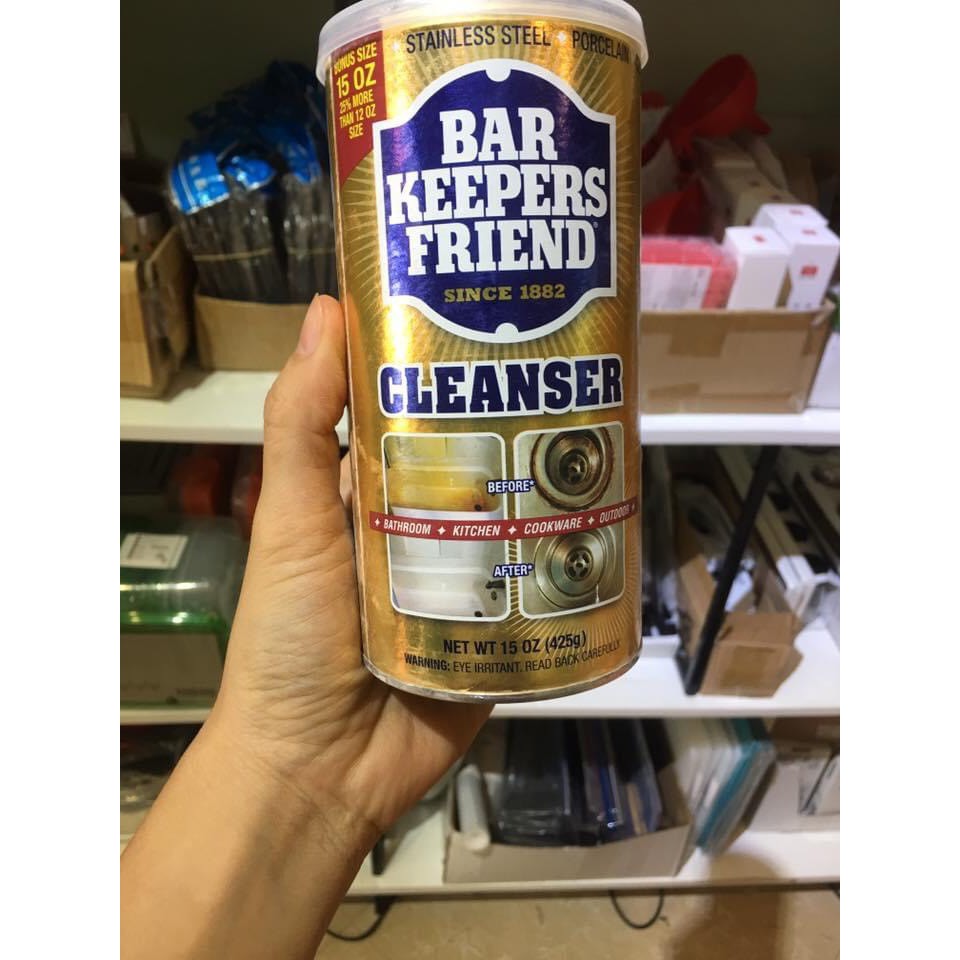 STAINLESS STEEL ✦ PORCELAIN
BONUS SIZE
15 OZ
25% MORE
THAN 12 OZ
SIZE
BAR
KEEPERS
FRIEND®
SINCE 1882
CLEANSER
BEFORE*
✦ BATHROOM ✦ KITCHEN ✦ COOKWARE ✦ OUTDOOR ✦
AFTER*
NET WT 15 OZ (425g)
WARNING: EYE IRRITANT. READ BACK CAREFULLY